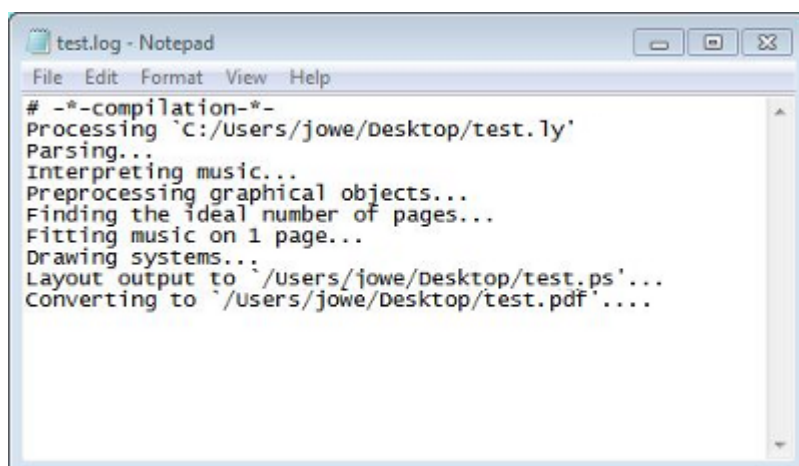 test.log - Notepad
File Edit Format View Help
# -*-compilation-*-
Processing `C:/Users/jowe/Desktop/test.ly'
Parsing...
Interpreting music...
Preprocessing graphical objects...
Finding the ideal number of pages...
Fitting music on 1 page...
Drawing systems...
Layout output to `/Users/jowe/Desktop/test.ps'...
Converting to `/Users/jowe/Desktop/test.pdf'....